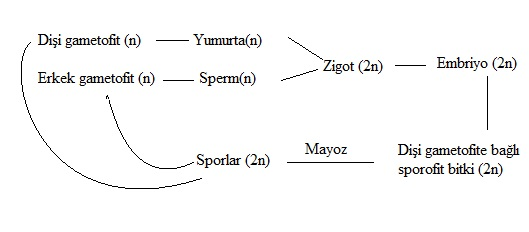 Dişi gametofit (n) Yumurta(n)
Erkek gametofit (n) Sperm(n)
Zigot (2n) Embriyo (2n)
Sporlar (2n) Mayoz Dişi gametofite bağlı
sporofit bitki (2n)